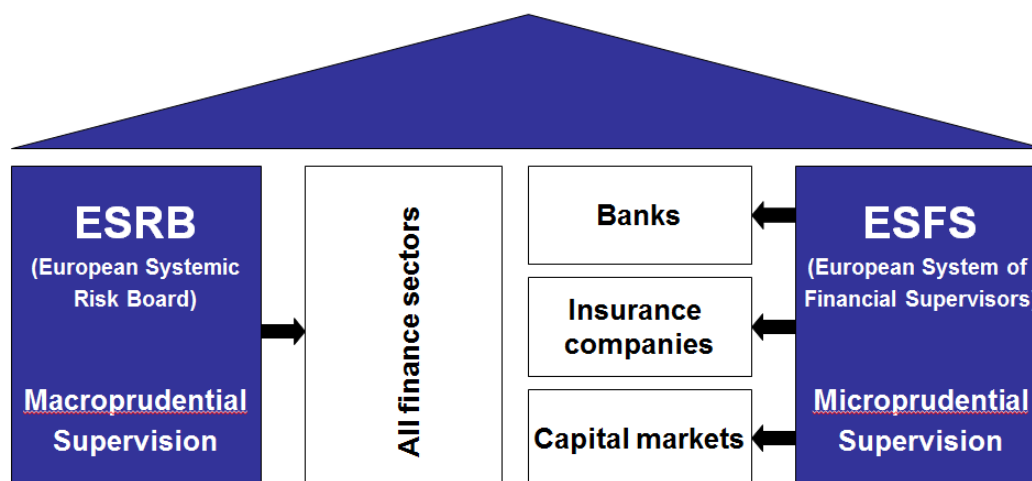 ESRB
(European Systemic
Risk Board)
Macroprudential
Supervision
All finance sectors
Banks
Insurance
companies
Capital markets
ESFS
(European System of
Financial Supervisors)
Microprudential
Supervision